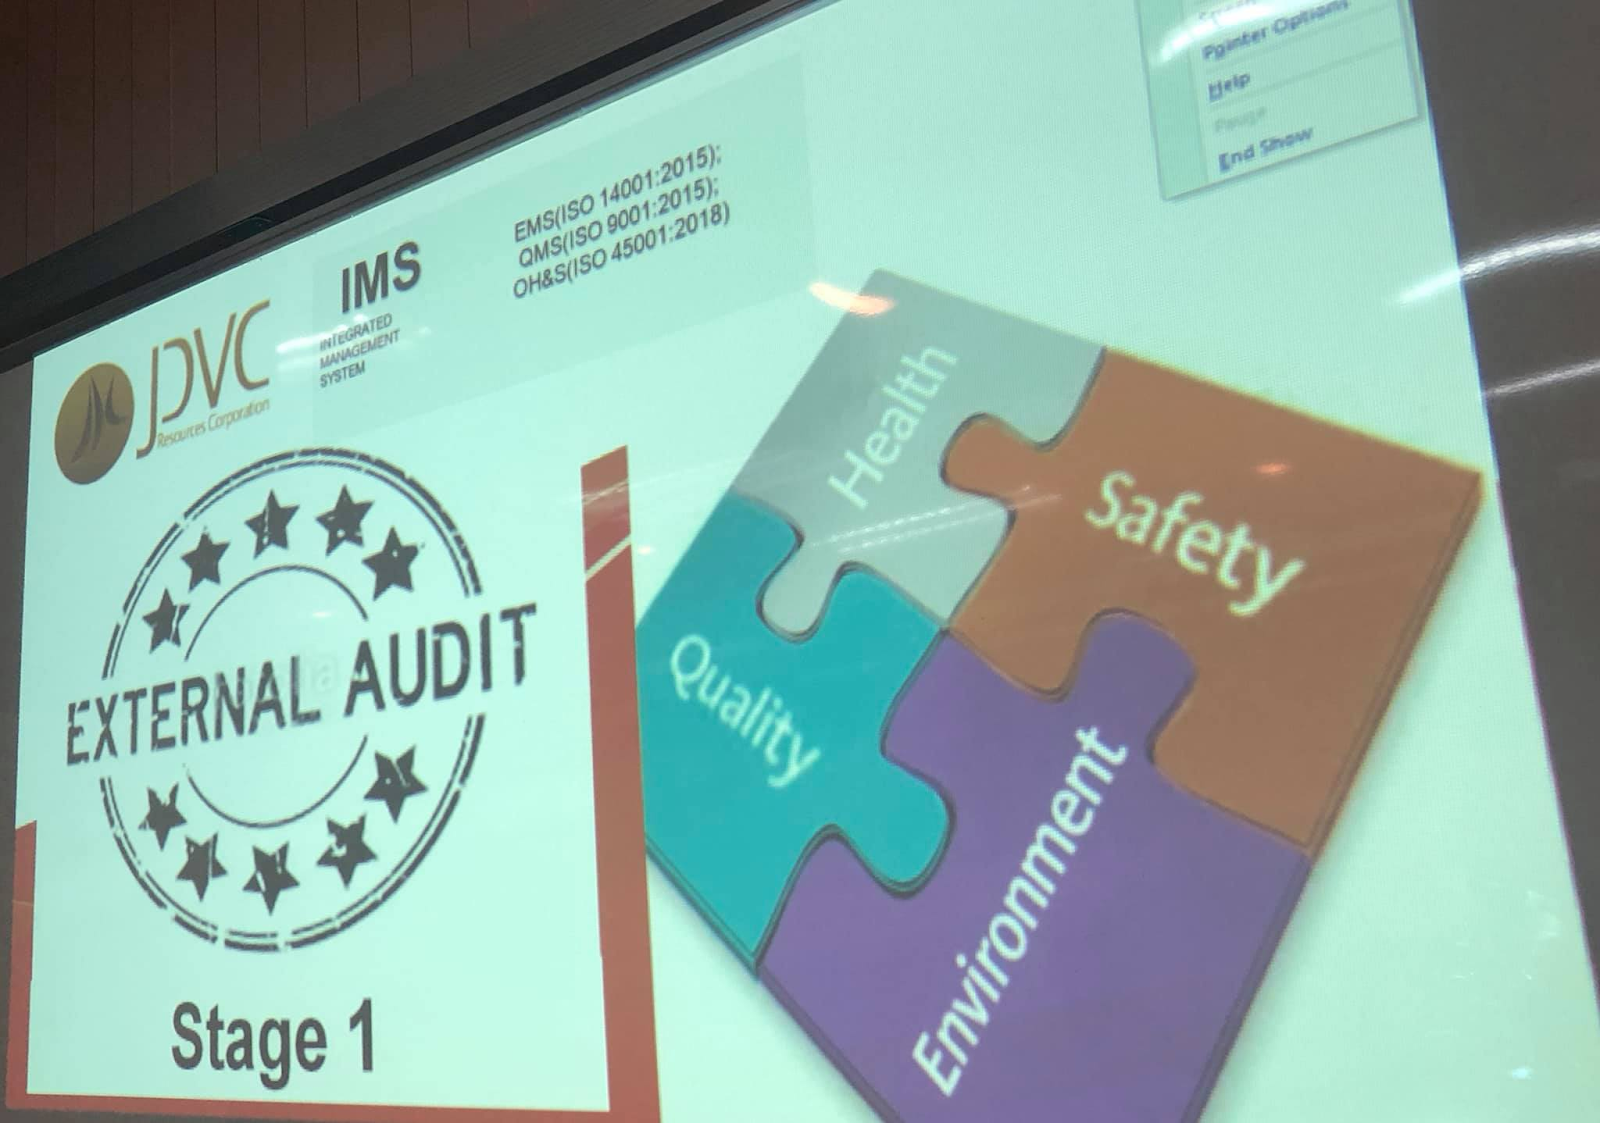 Pointer Options
Help
Pause
End Show
EMS(ISO 14001:2015);
QMS(ISO 9001:2015);
OH&S(ISO 45001:2018)
IMS
INTEGRATED
MANAGEMENT
SYSTEM
JDVC
Resources Corporation
EXTERNAL AUDIT
Stage 1
Health
Safety
Quality
Environment